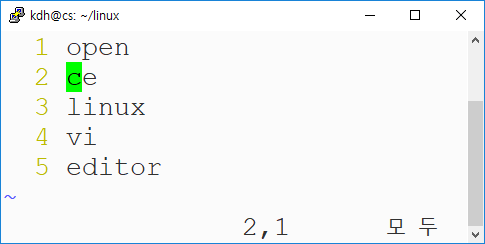 kdh@cs: ~/linux
1 open
2 ce
3 linux
4 vi
5 editor
~
2,1 모두